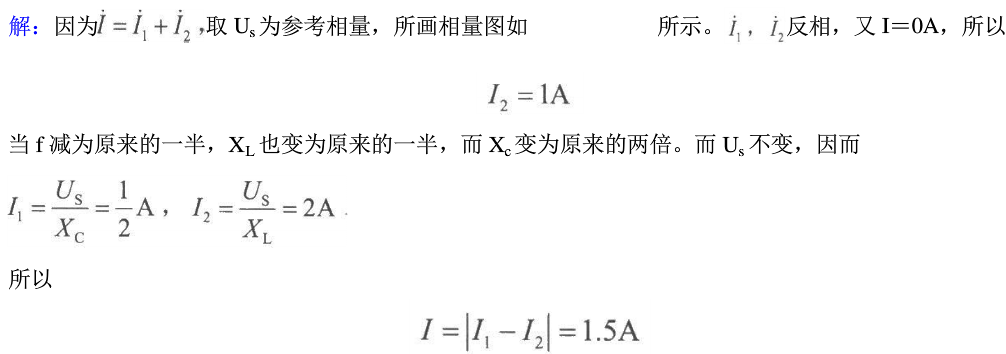 解：因为İ = İ₁ + İ₂ ,取 Uₛ 为参考相量，所画相量图如 所示。İ₁，İ₂反相，又 I＝0A，所以
I₂ = 1A
当 f 减为原来的一半，X_L 也变为原来的一半，而 X_c 变为原来的两倍。而 Uₛ 不变，因而
I₁ = U_S/X_C = 1/2 A， I₂ = U_S/X_L = 2A .
所以
I = |I₁ − I₂| = 1.5A